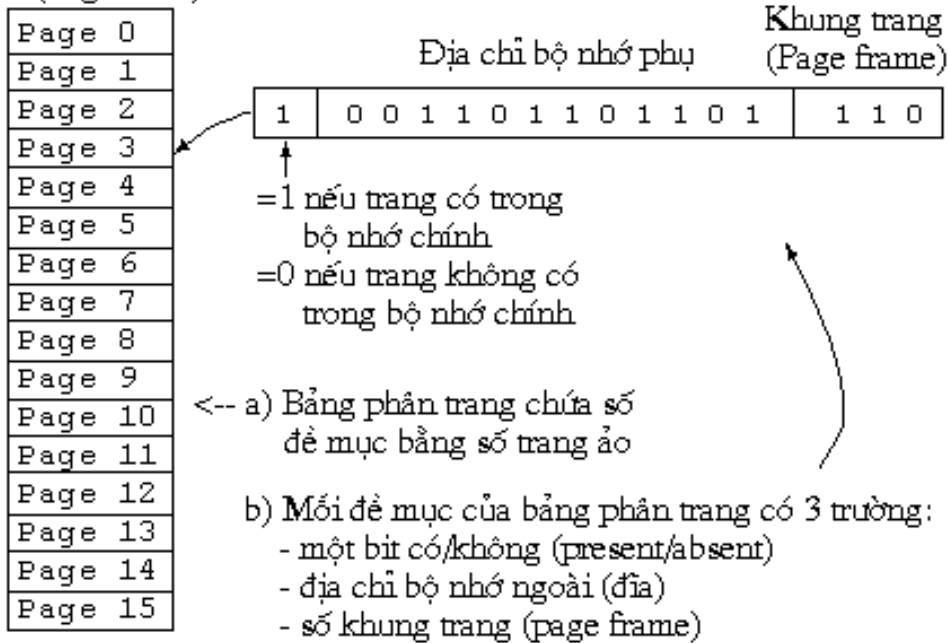 Page 0
Page 1
Page 2
Page 3
Page 4
Page 5
Page 6
Page 7
Page 8
Page 9
Page 10
Page 11
Page 12
Page 13
Page 14
Page 15
Địa chỉ bộ nhớ phụ
Khung trang
(Page frame)
1 0 0 1 1 0 1 1 0 1 1 0 1 1 1 0
=1 nếu trang có trong
bộ nhớ chính
=0 nếu trang không có
trong bộ nhớ chính
<-- a) Bảng phân trang chứa số
đề mục bằng số trang ảo
b) Mỗi đề mục của bảng phân trang có 3 trường:
- một bit có/không (present/absent)
- địa chỉ bộ nhớ ngoài (đĩa)
- số khung trang (page frame)